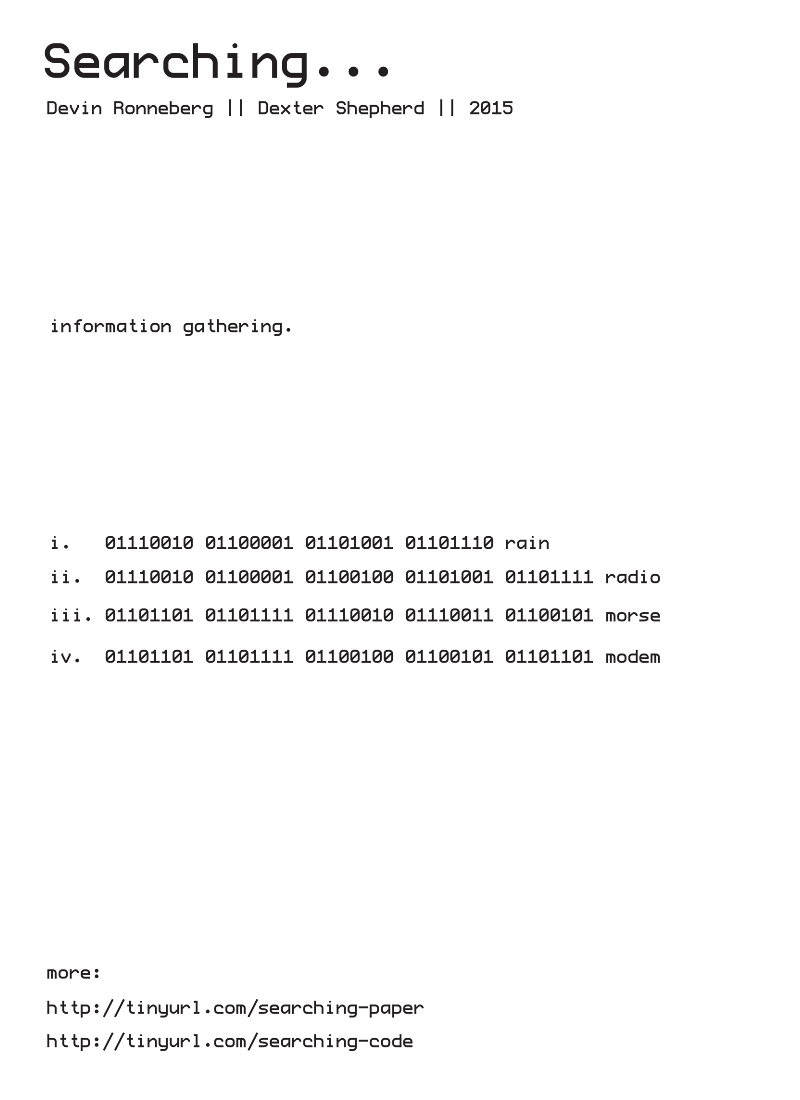 Searching...
Devin Ronneberg || Dexter Shepherd || 2015
information gathering.
i. 01110010 01100001 01101001 01101110 rain
ii. 01110010 01100001 01100100 01101001 01101111 radio
iii. 01101101 01101111 01110010 01110011 01100101 morse
iv. 01101101 01101111 01100100 01100101 01101101 modem
more:
http://tinyurl.com/searching-paper
http://tinyurl.com/searching-code